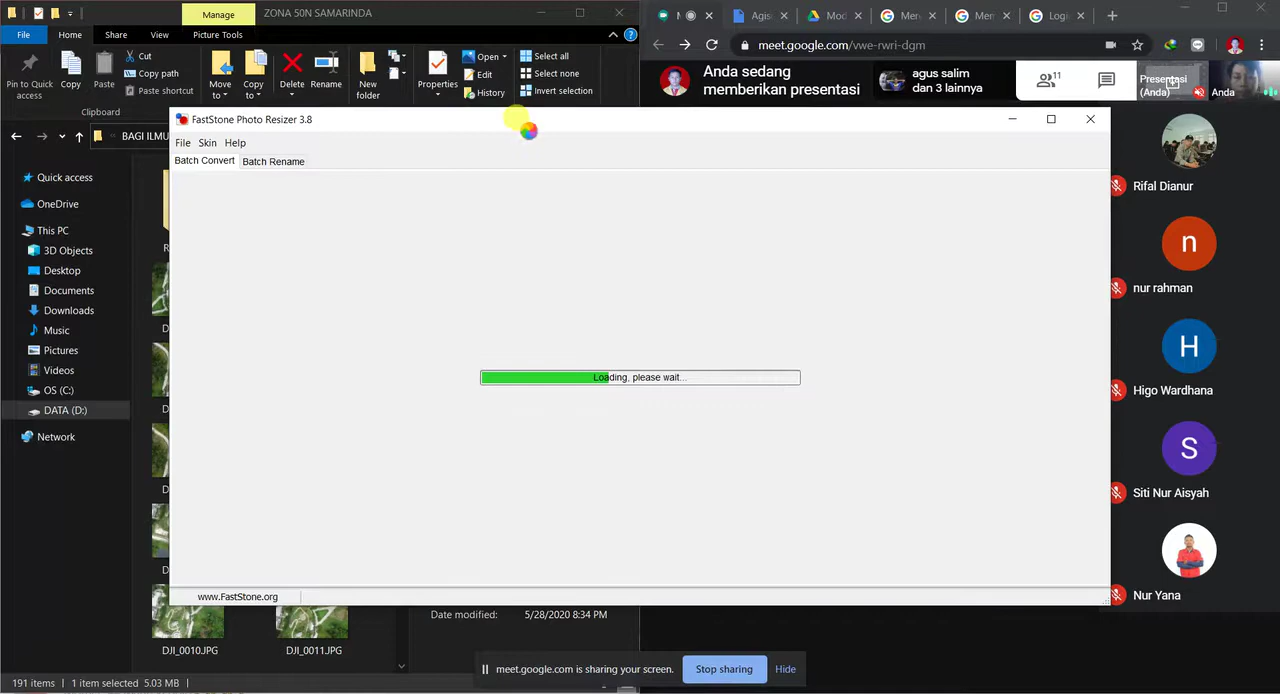 Manage
ZONA 50N SAMARINDA
File
Home
Share
View
Picture Tools
Pin to Quick
access
Copy
Paste
Cut
Copy path
Paste shortcut
Clipboard
Move
to
Copy
to
Delete
Rename
New
folder
Properties
Open
Edit
History
Select all
Select none
Invert selection
BAGI ILMU
Quick access
OneDrive
This PC
3D Objects
Desktop
Documents
Downloads
Music
Pictures
Videos
OS (C:)
DATA (D:)
Network
FastStone Photo Resizer 3.8
File
Skin
Help
Batch Convert
Batch Rename
Loading, please wait...
www.FastStone.org
Date modified:
5/28/2020 8:34 PM
DJI_0010.JPG
DJI_0011.JPG
191 items
1 item selected 5.03 MB
meet.google.com is sharing your screen.
Stop sharing
Hide
Agis
Mod
Men
Men
Logi
meet.google.com/vwe-rwri-dgm
Anda sedang
memberikan presentasi
agus salim
dan 3 lainnya
11
Presentasi
(Anda)
Anda
Rifal Dianur
n
nur rahman
H
Higo Wardhana
S
Siti Nur Aisyah
Nur Yana